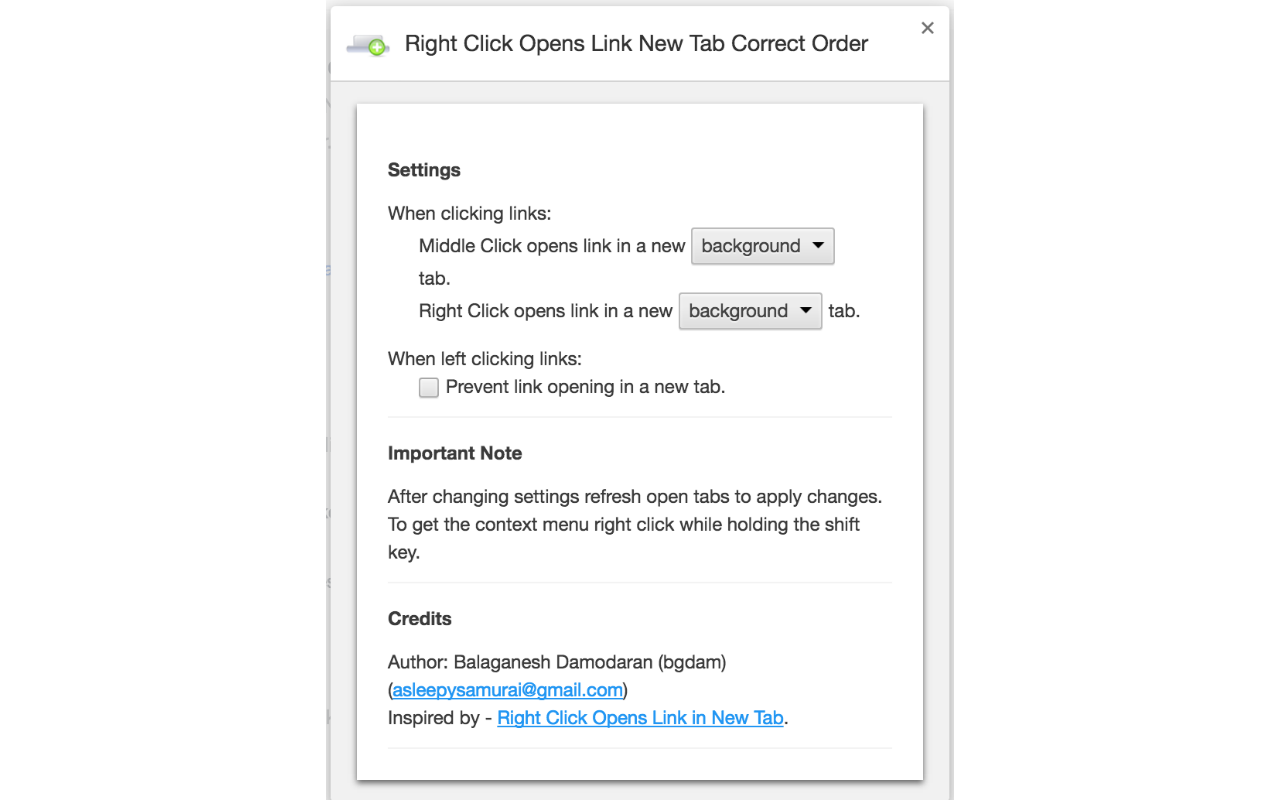 Right Click Opens Link New Tab Correct Order
×
Settings
When clicking links:
Middle Click opens link in a new background
tab.
Right Click opens link in a new background tab.
When left clicking links:
Prevent link opening in a new tab.
Important Note
After changing settings refresh open tabs to apply changes.
To get the context menu right click while holding the shift
key.
Credits
Author: Balaganesh Damodaran (bgdam)
(asleepysamurai@gmail.com)
Inspired by - Right Click Opens Link in New Tab.